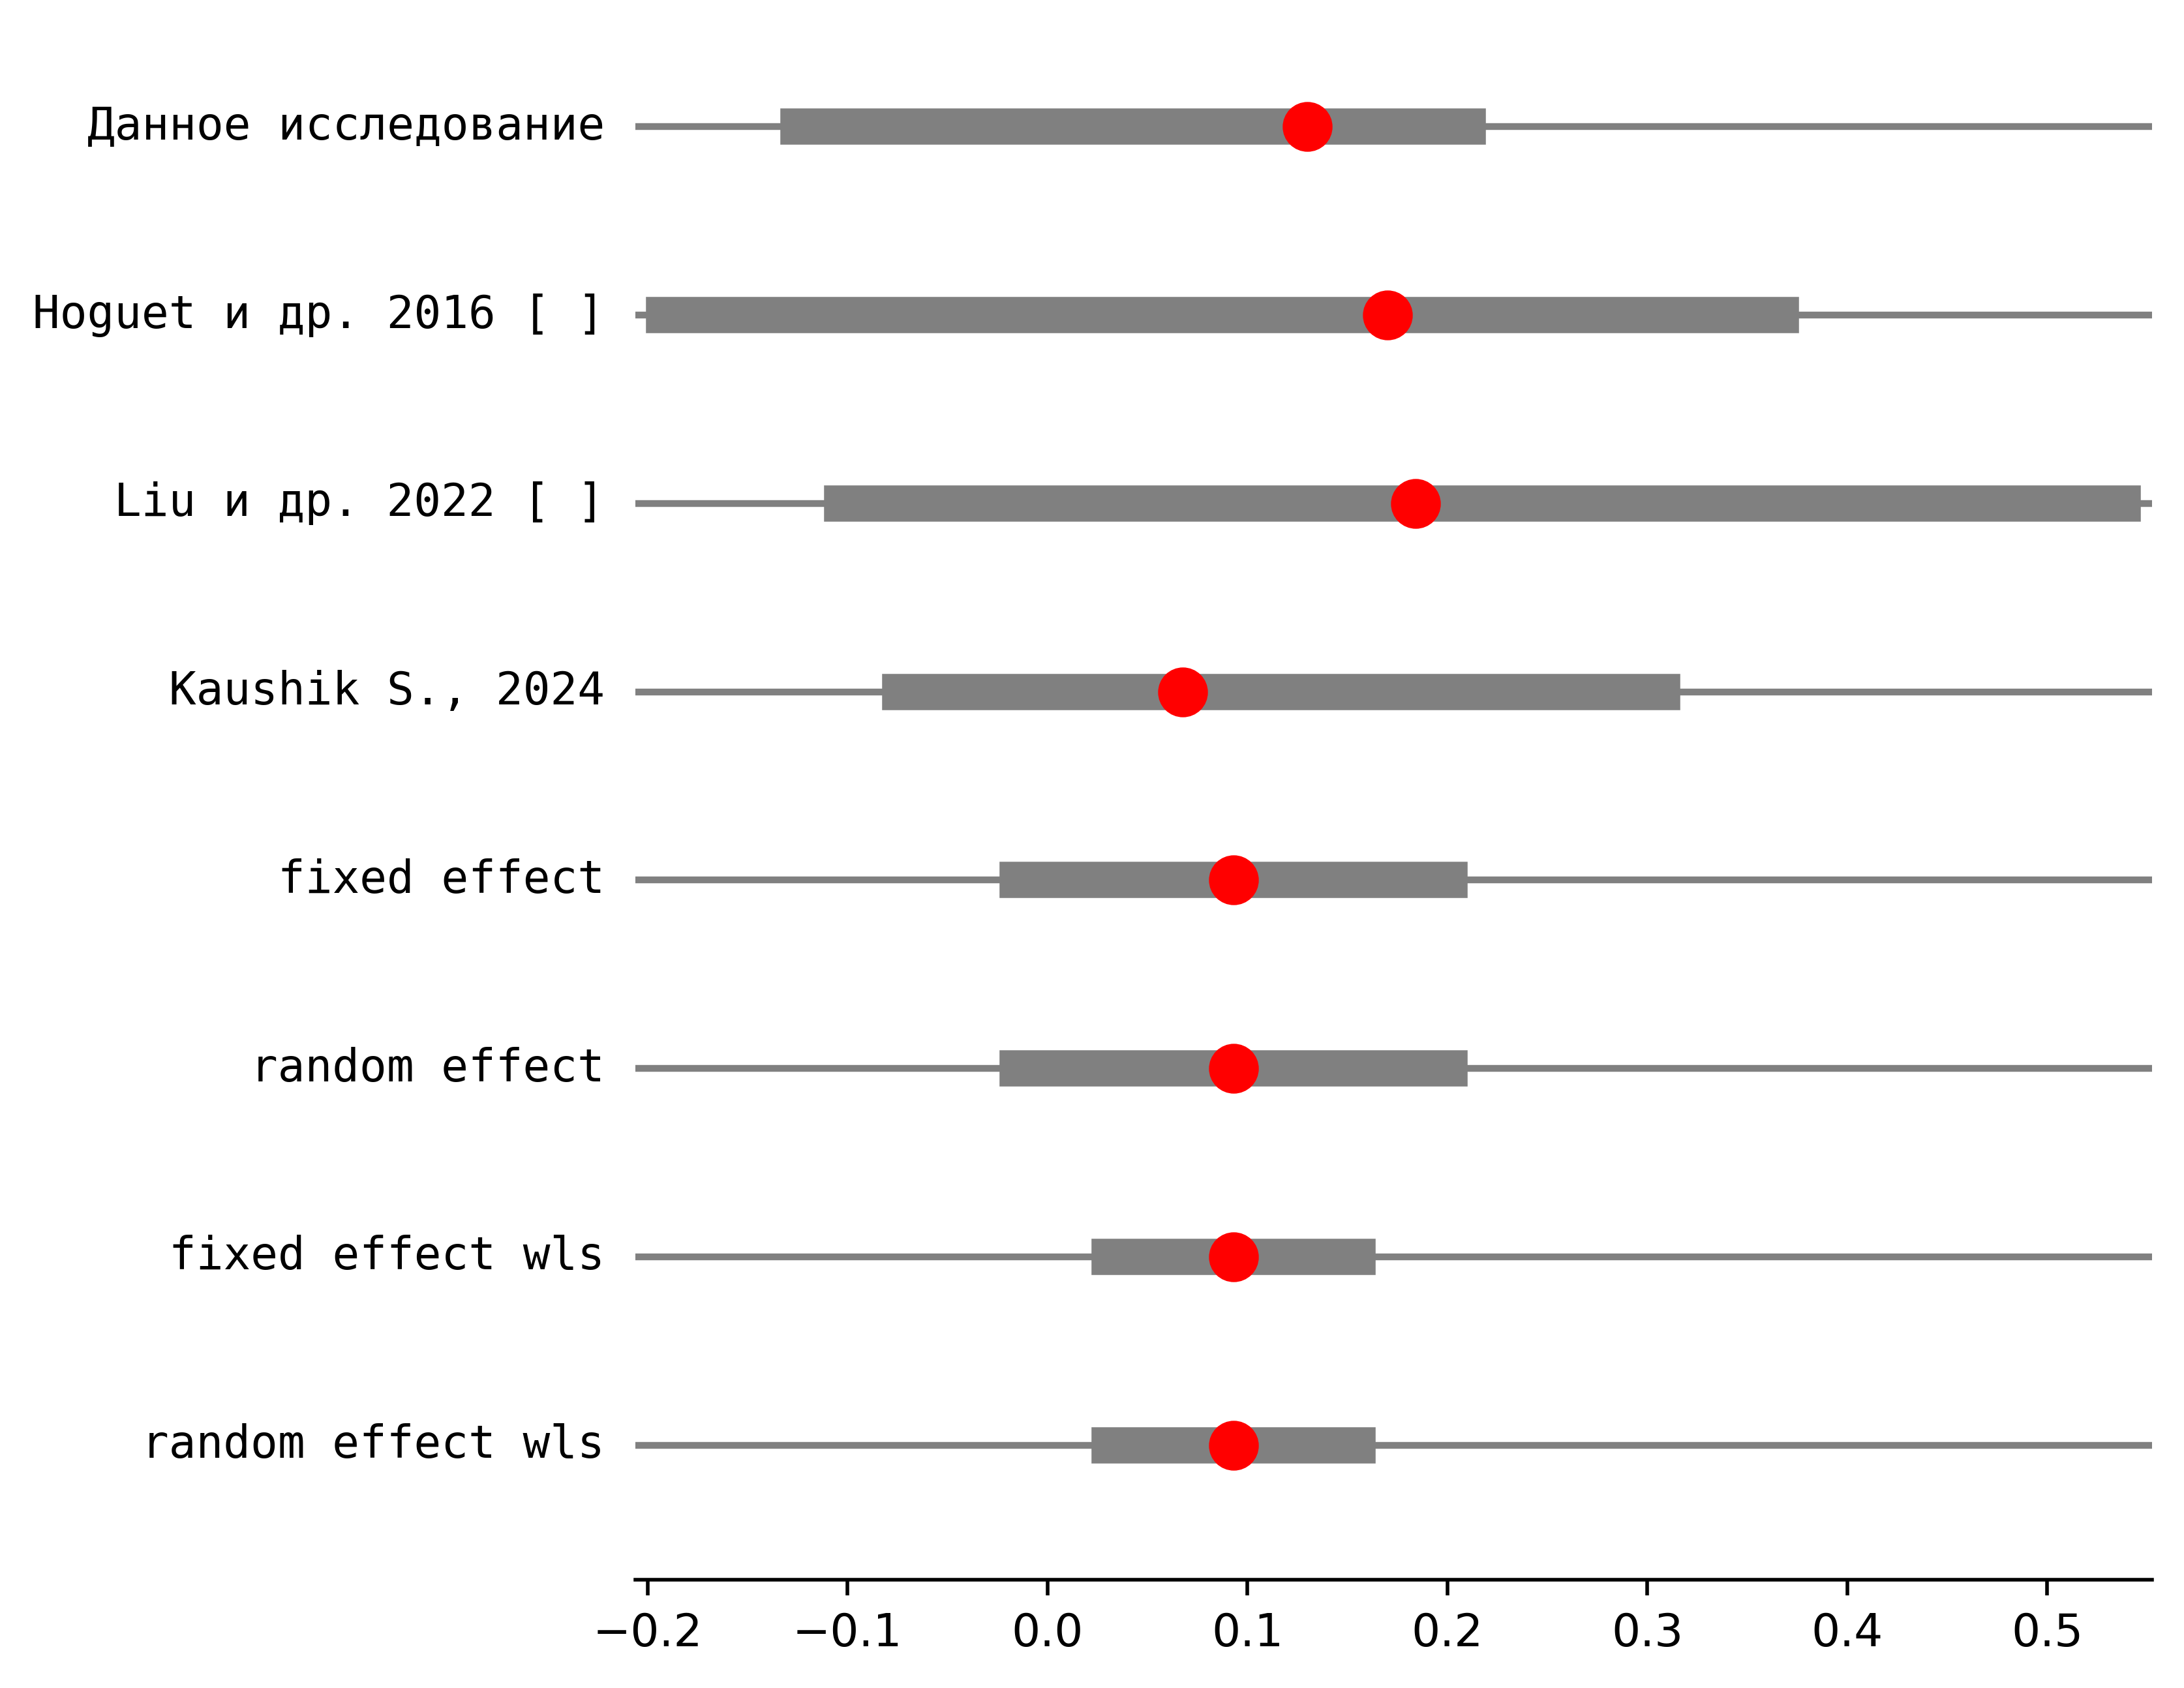 Данное исследование
Hoguet и др. 2016 [ ]
Liu и др. 2022 [ ]
Kaushik S., 2024
fixed effect
random effect
fixed effect wls
random effect wls
−0.2 −0.1 0.0 0.1 0.2 0.3 0.4 0.5